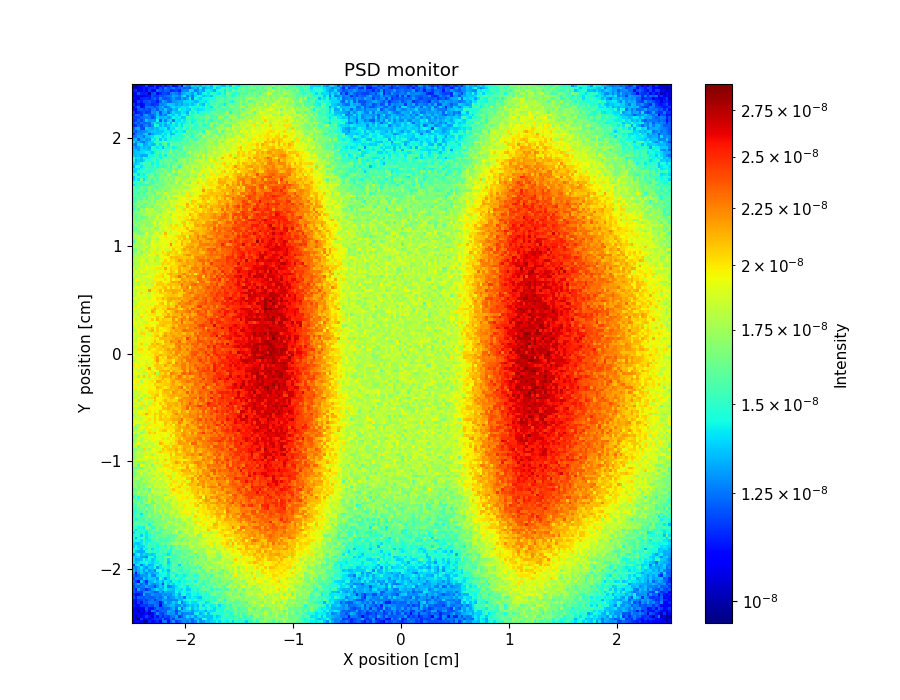 PSD monitor
Y  position [cm]
2
1
0
−1
−2
−2 −1 0 1 2
X position [cm]
2.75 × 10⁻⁸
2.5 × 10⁻⁸
2.25 × 10⁻⁸
2 × 10⁻⁸
1.75 × 10⁻⁸
1.5 × 10⁻⁸
1.25 × 10⁻⁸
10⁻⁸
Intensity